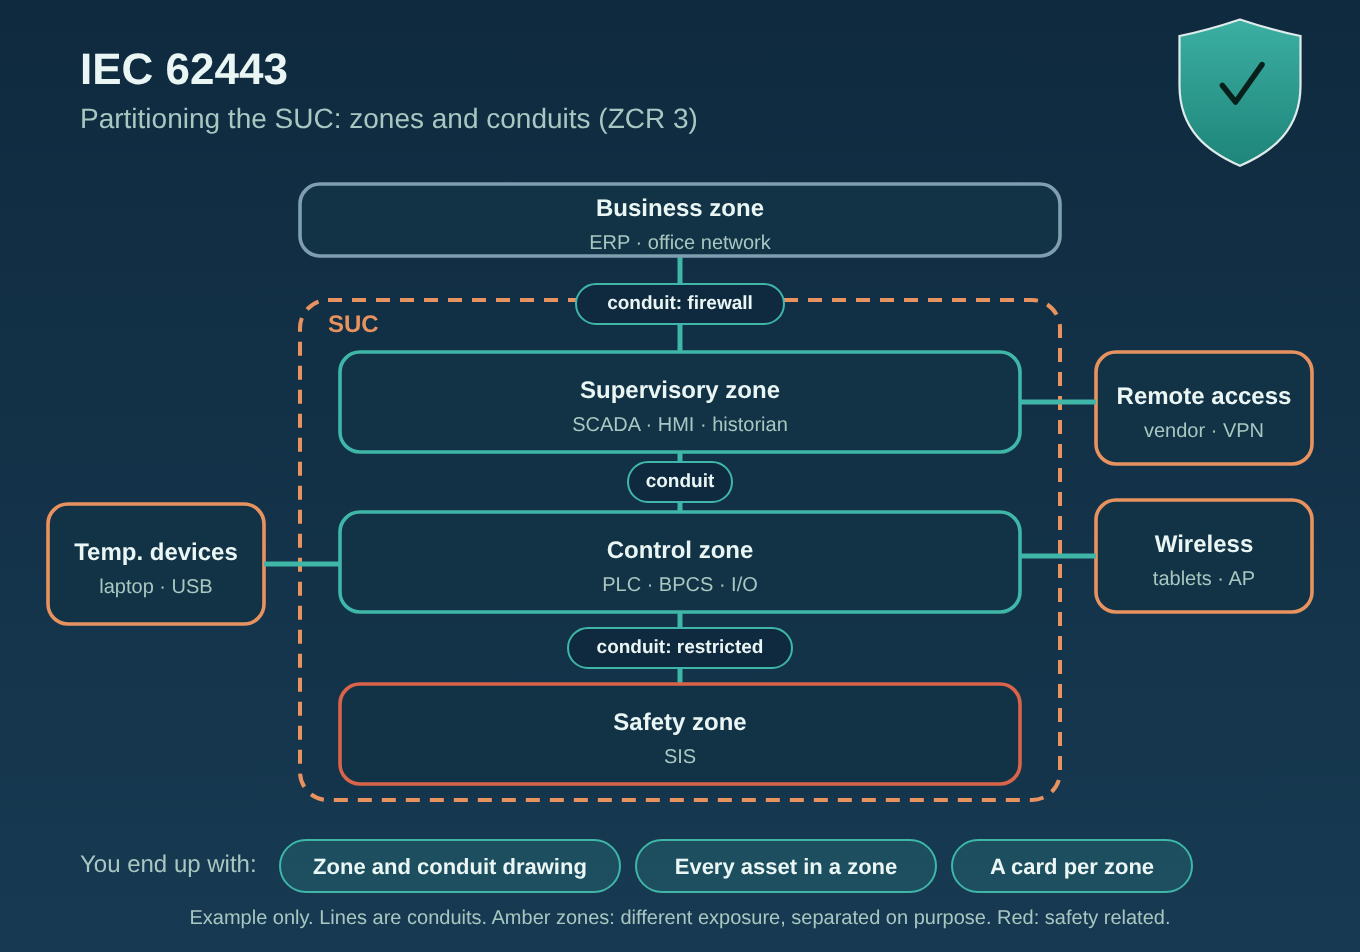 IEC 62443
Partitioning the SUC: zones and conduits (ZCR 3)
Business zone
ERP · office network
conduit: firewall
SUC
Supervisory zone
SCADA · HMI · historian
Remote access
vendor · VPN
conduit
Temp. devices
laptop · USB
Control zone
PLC · BPCS · I/O
Wireless
tablets · AP
conduit: restricted
Safety zone
SIS
You end up with:
Zone and conduit drawing
Every asset in a zone
A card per zone
Example only. Lines are conduits. Amber zones: different exposure, separated on purpose. Red: safety related.